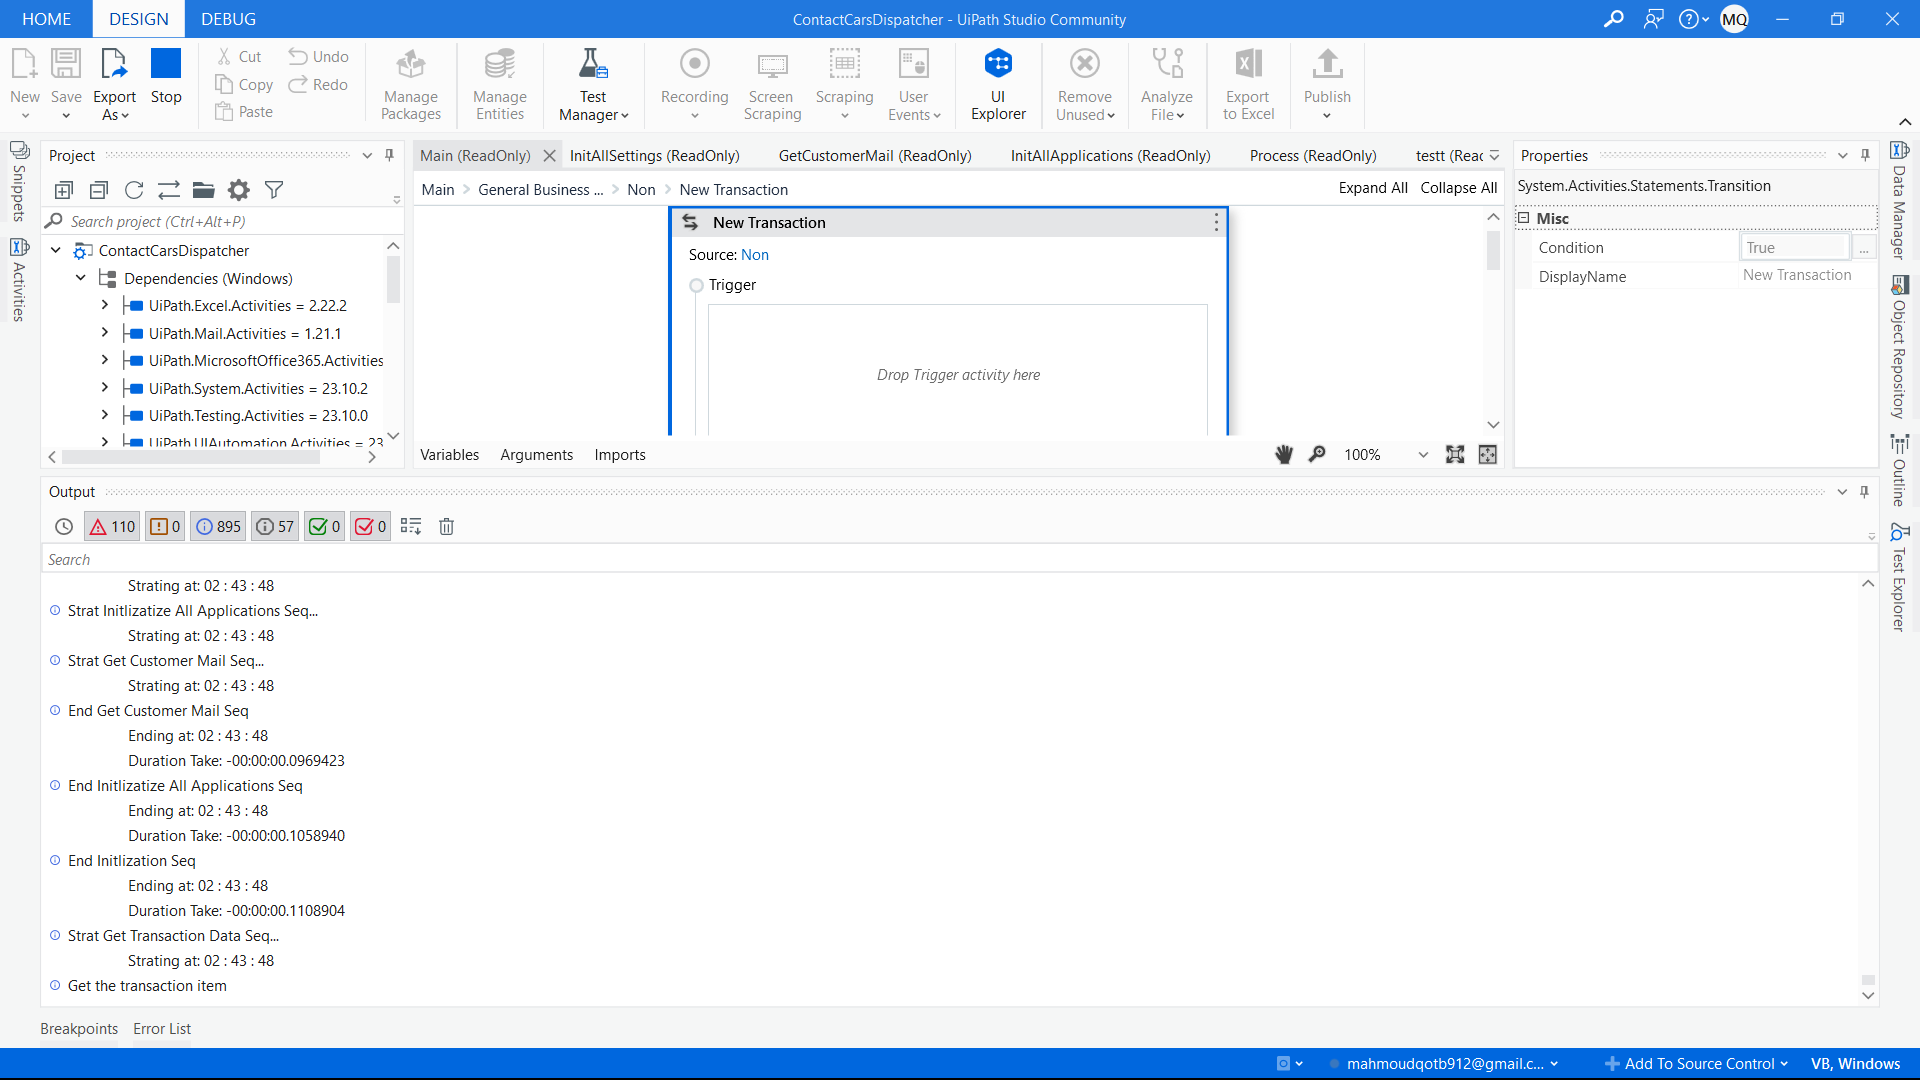 HOME DESIGN DEBUG ContactCarsDispatcher - UiPath Studio Community MQ
New Save Export As Stop
Cut Copy Paste Undo Redo
Manage Packages Manage Entities Test Manager Recording Screen Scraping Scraping User Events UI Explorer Remove Unused Analyze File Export to Excel Publish
Snippets
Activities
Project
Search project (Ctrl+Alt+P)
ContactCarsDispatcher
Dependencies (Windows)
UiPath.Excel.Activities = 2.22.2
UiPath.Mail.Activities = 1.21.1
UiPath.MicrosoftOffice365.Activities
UiPath.System.Activities = 23.10.2
UiPath.Testing.Activities = 23.10.0
UiPath.UIAutomation.Activities = 23
Main (ReadOnly) InitAllSettings (ReadOnly) GetCustomerMail (ReadOnly) InitAllApplications (ReadOnly) Process (ReadOnly) testt (Reac
Main > General Business ... > Non > New Transaction Expand All Collapse All
New Transaction
Source: Non
Trigger
Drop Trigger activity here
Variables Arguments Imports 100%
Properties
System.Activities.Statements.Transition
Misc
Condition True ...
DisplayName New Transaction
Data Manager
Object Repository
Outline
Test Explorer
Output
110 0 895 57 0 0
Search
Strating at: 02 : 43 : 48
Strat Initlizatize All Applications Seq...
Strating at: 02 : 43 : 48
Strat Get Customer Mail Seq...
Strating at: 02 : 43 : 48
End Get Customer Mail Seq
Ending at: 02 : 43 : 48
Duration Take: -00:00:00.0969423
End Initlizatize All Applications Seq
Ending at: 02 : 43 : 48
Duration Take: -00:00:00.1058940
End Initlization Seq
Ending at: 02 : 43 : 48
Duration Take: -00:00:00.1108904
Strat Get Transaction Data Seq...
Strating at: 02 : 43 : 48
Get the transaction item
Breakpoints Error List
mahmoudqotb912@gmail.c... Add To Source Control VB, Windows